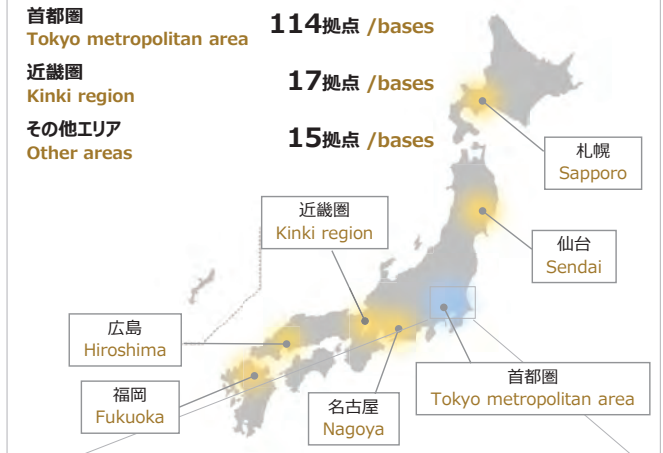 首都圏 114拠点 /bases
Tokyo metropolitan area
近畿圏 17拠点 /bases
Kinki region
その他エリア 15拠点 /bases
Other areas
札幌
Sapporo
近畿圏
Kinki region
仙台
Sendai
広島
Hiroshima
首都圏
Tokyo metropolitan area
福岡
Fukuoka
名古屋
Nagoya